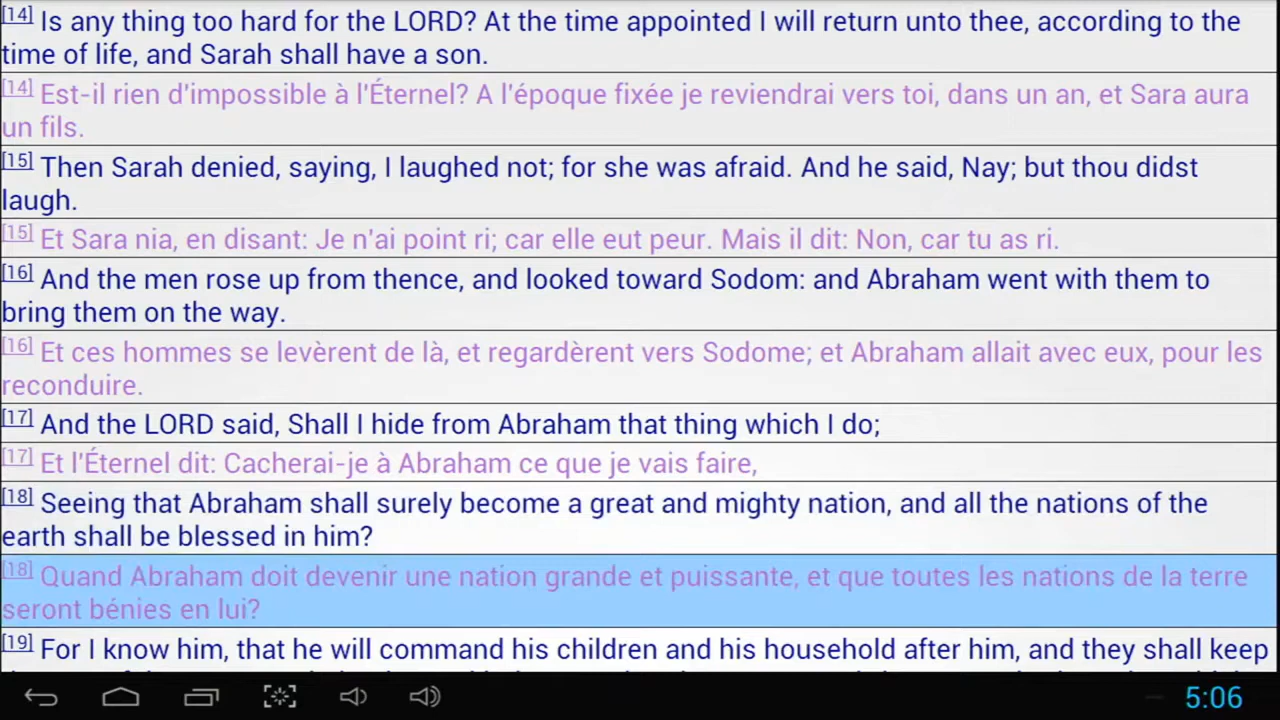 [14] Is any thing too hard for the LORD? At the time appointed I will return unto thee, according to the
time of life, and Sarah shall have a son.
[14] Est-il rien d'impossible à l'Éternel? A l'époque fixée je reviendrai vers toi, dans un an, et Sara aura
un fils.
[15] Then Sarah denied, saying, I laughed not; for she was afraid. And he said, Nay; but thou didst
laugh.
[15] Et Sara nia, en disant: Je n'ai point ri; car elle eut peur. Mais il dit: Non, car tu as ri.
[16] And the men rose up from thence, and looked toward Sodom: and Abraham went with them to
bring them on the way.
[16] Et ces hommes se levèrent de là, et regardèrent vers Sodome; et Abraham allait avec eux, pour les
reconduire.
[17] And the LORD said, Shall I hide from Abraham that thing which I do;
[17] Et l'Éternel dit: Cacherai-je à Abraham ce que je vais faire,
[18] Seeing that Abraham shall surely become a great and mighty nation, and all the nations of the
earth shall be blessed in him?
[18] Quand Abraham doit devenir une nation grande et puissante, et que toutes les nations de la terre
seront bénies en lui?
[19] For I know him, that he will command his children and his household after him, and they shall keep
5:06